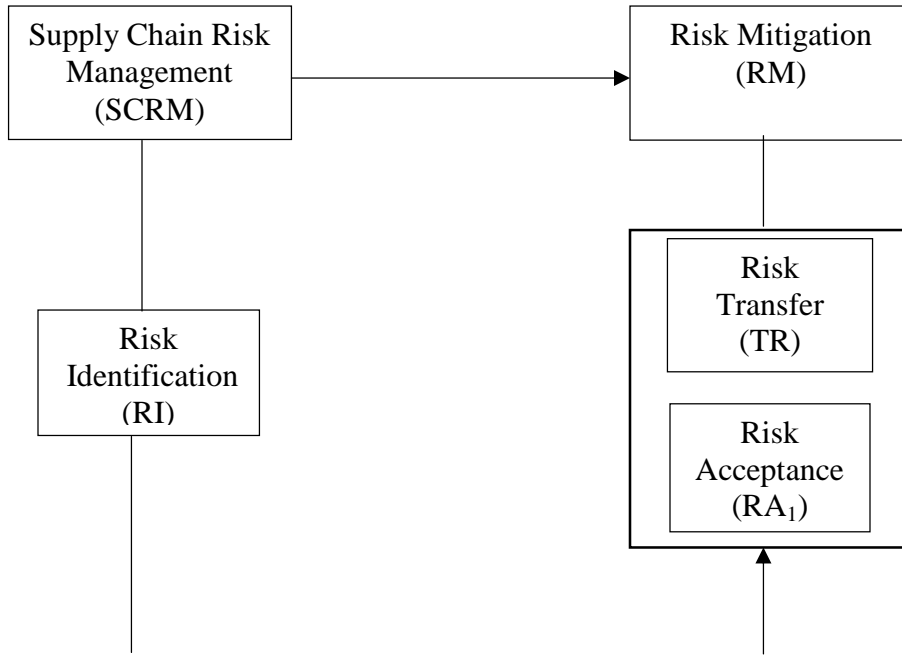 Supply Chain Risk
Management
(SCRM)
Risk Mitigation
(RM)
Risk
Transfer
(TR)
Risk
Identification
(RI)
Risk
Acceptance
(RA₁)